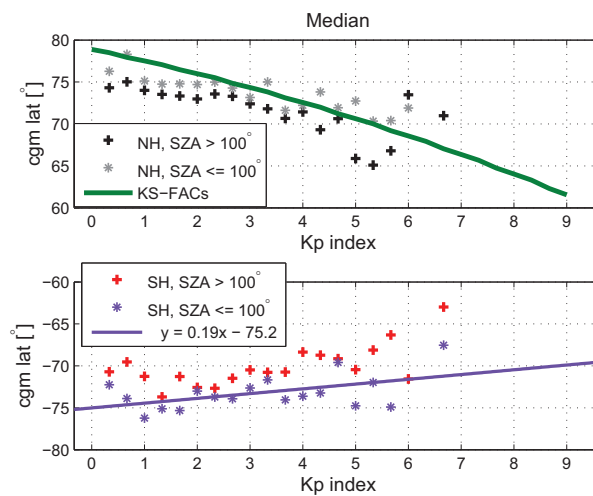 Median
80
75
70
65
60
cgm lat [°]
NH, SZA > 100°
NH, SZA <= 100°
KS−FACs
0 1 2 3 4 5 6 7 8 9
Kp index
−60
−65
−70
−75
−80
cgm lat [°]
SH, SZA > 100°
SH, SZA <= 100°
y = 0.19x − 75.2
0 1 2 3 4 5 6 7 8 9
Kp index